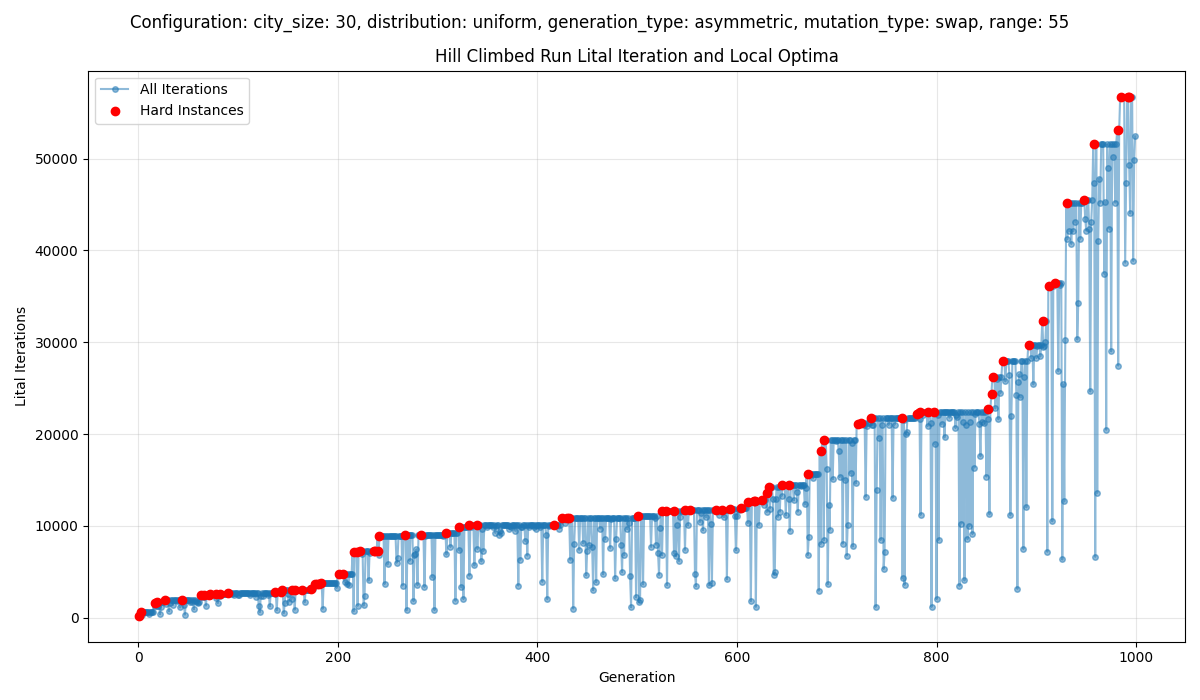 Configuration: city_size: 30, distribution: uniform, generation_type: asymmetric, mutation_type: swap, range: 55
Hill Climbed Run Lital Iteration and Local Optima
All Iterations
Hard Instances
Lital Iterations
50000
40000
30000
20000
10000
0
0 200 400 600 800 1000
Generation